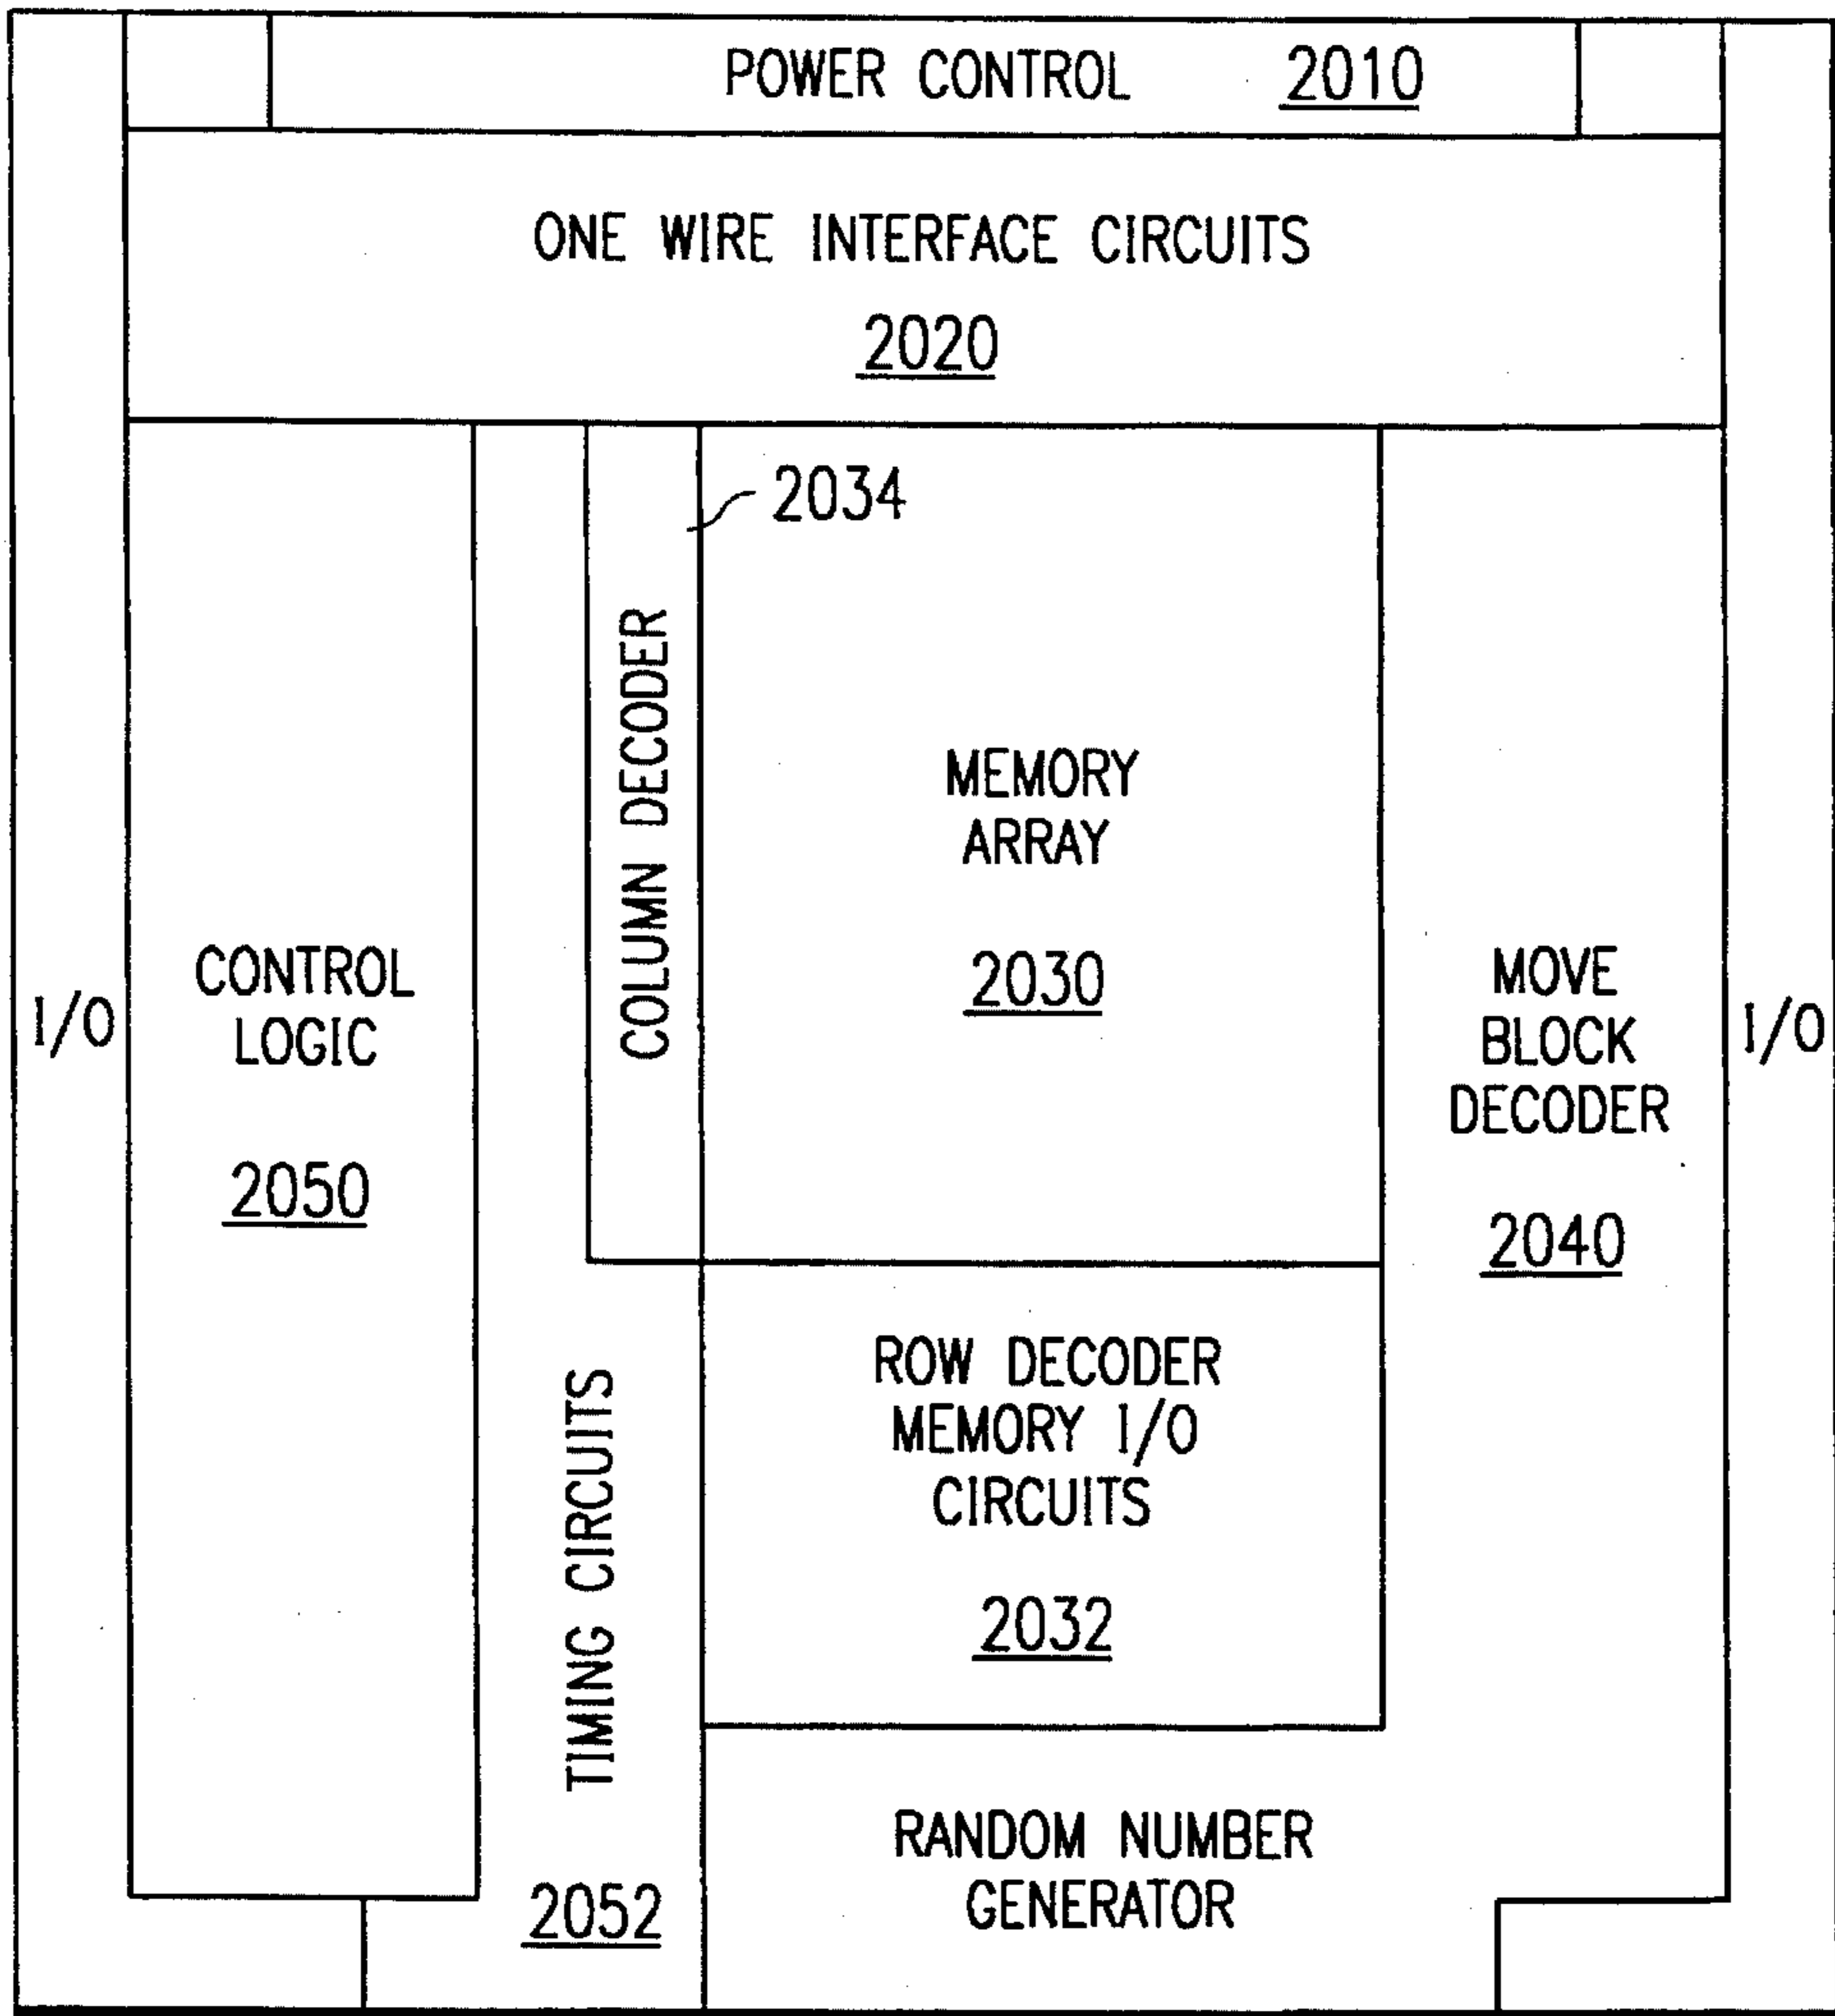 POWER CONTROL 2010
ONE WIRE INTERFACE CIRCUITS
2020
2034
COLUMN DECODER
MEMORY
ARRAY
2030
CONTROL
LOGIC
2050
I/O
MOVE
BLOCK
DECODER
2040
I/O
ROW DECODER
MEMORY I/O
CIRCUITS
2032
TIMING CIRCUITS
2052
RANDOM NUMBER
GENERATOR